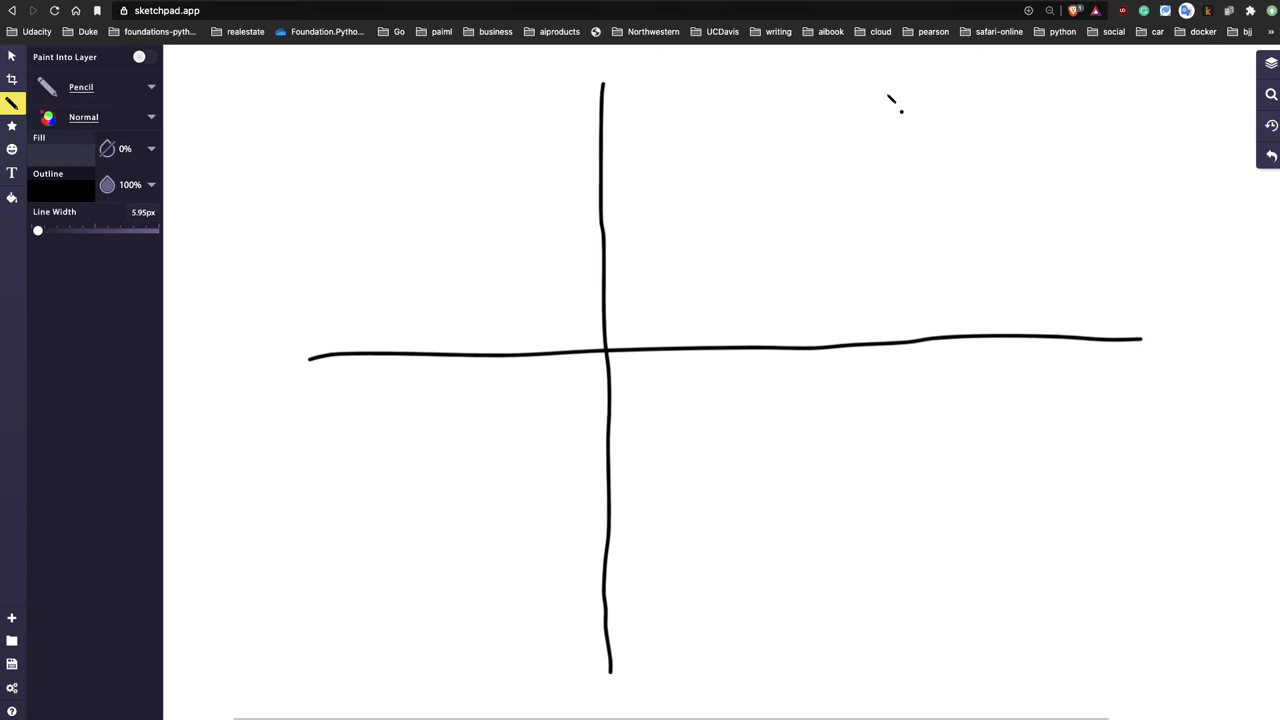 sketchpad.app
Udacity Duke foundations-pyth... realestate Foundation.Pytho... Go paiml business aiproducts Northwestern UCDavis writing aibook cloud pearson safari-online python social car docker bjj »
Paint Into Layer
Pencil
Normal
Fill
0%
Outline
100%
Line Width 5.95px